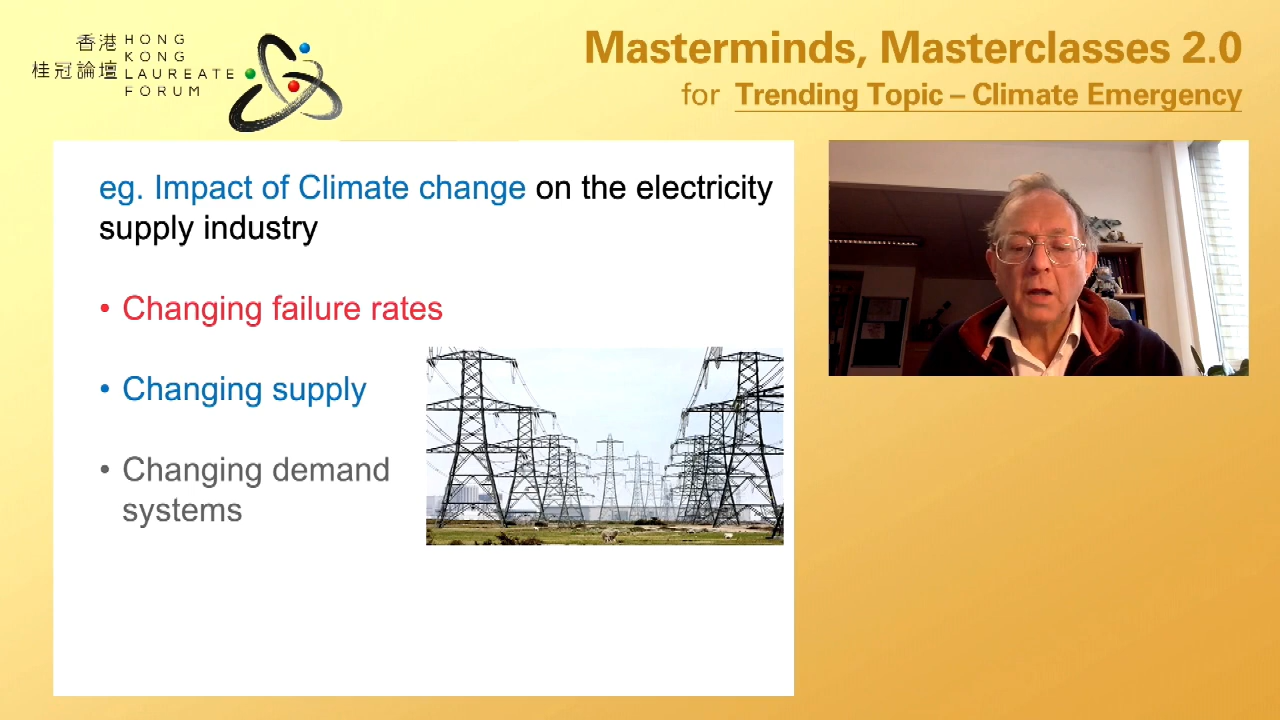 香港
桂冠論壇
HONG
KONG
LAUREATE
FORUM
Masterminds, Masterclasses 2.0
for Trending Topic – Climate Emergency
eg. Impact of Climate change on the electricity
supply industry
• Changing failure rates
• Changing supply
• Changing demand
systems